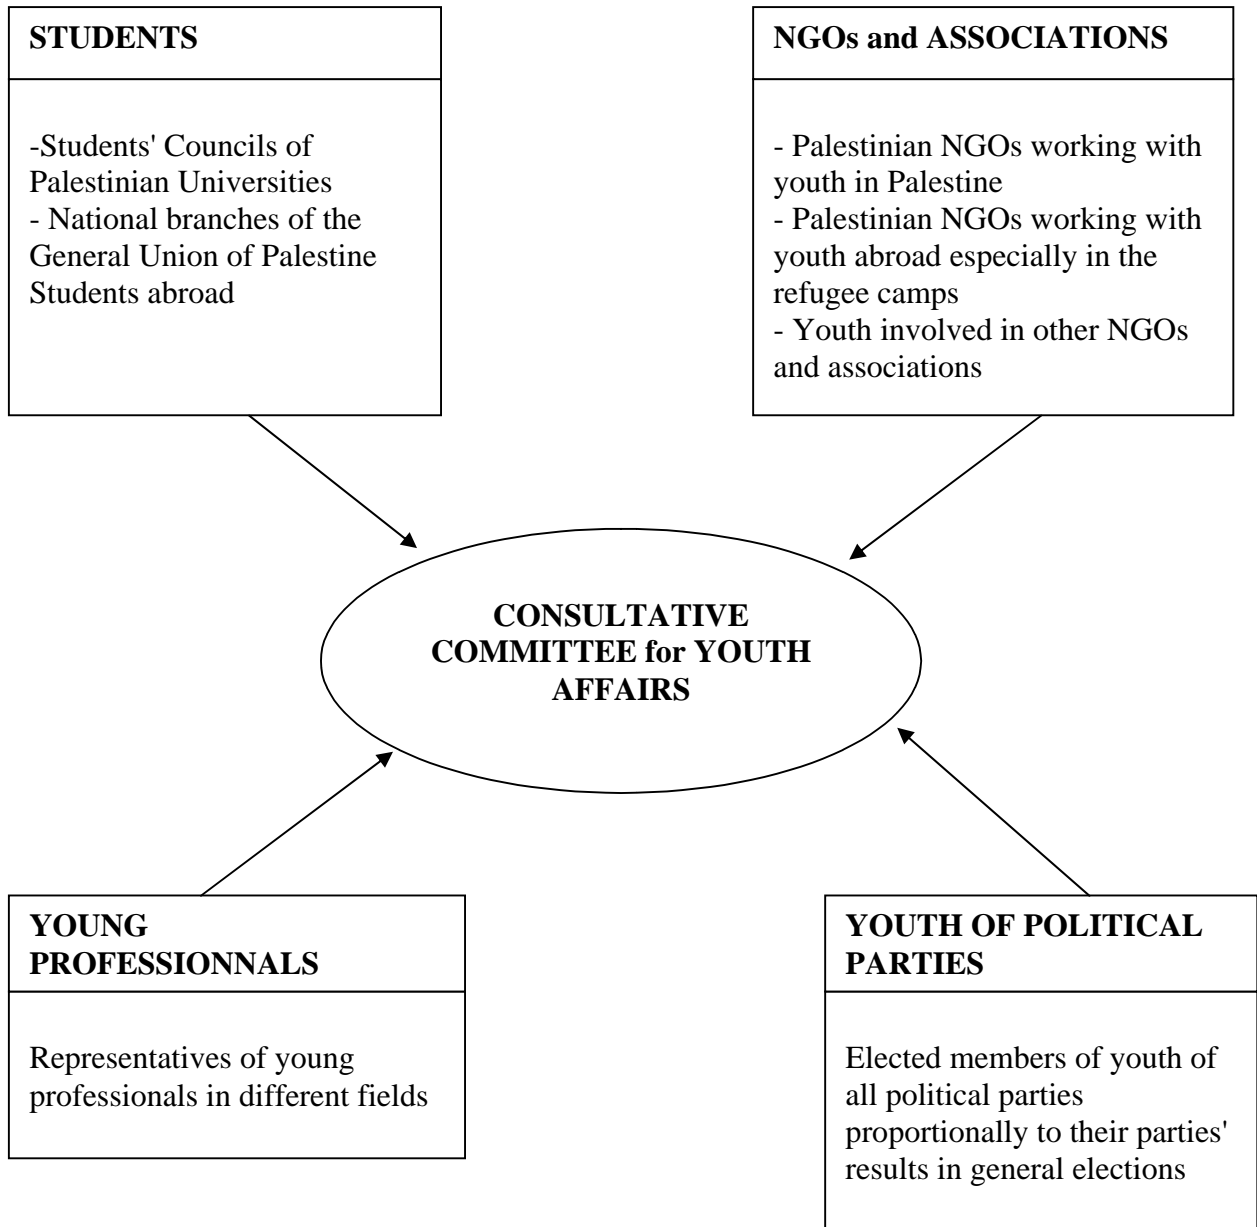 STUDENTS
-Students' Councils of
Palestinian Universities
- National branches of the
General Union of Palestine
Students abroad
NGOs and ASSOCIATIONS
- Palestinian NGOs working with
youth in Palestine
- Palestinian NGOs working with
youth abroad especially in the
refugee camps
- Youth involved in other NGOs
and associations
CONSULTATIVE
COMMITTEE for YOUTH
AFFAIRS
YOUNG
PROFESSIONNALS
Representatives of young
professionals in different fields
YOUTH OF POLITICAL
PARTIES
Elected members of youth of
all political parties
proportionally to their parties'
results in general elections